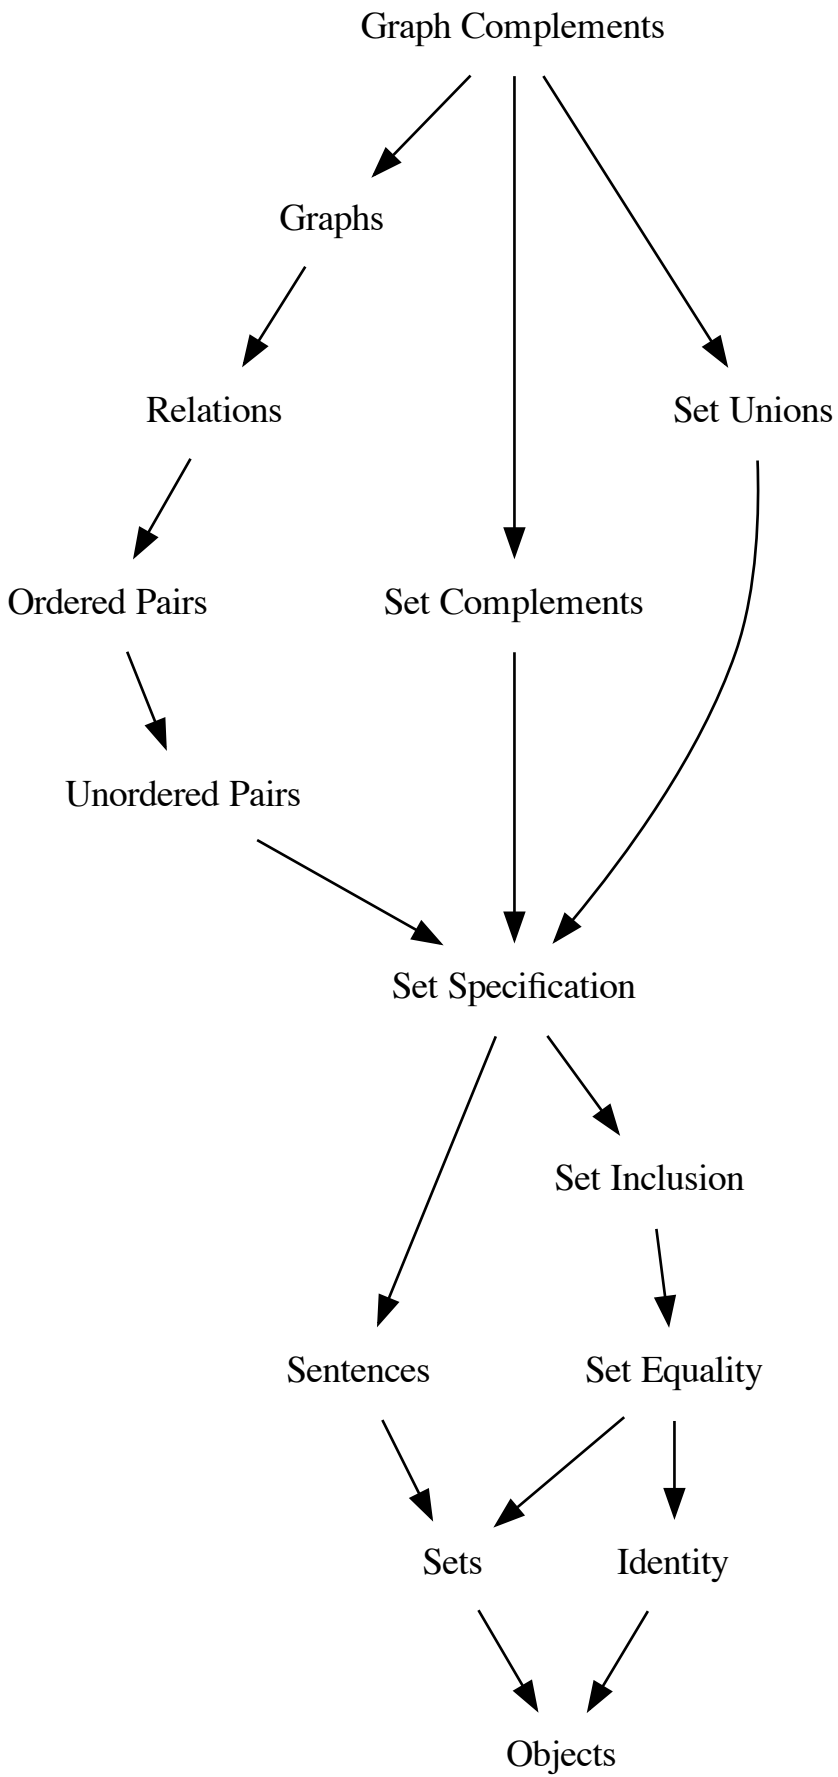 Graph Complements
Graphs
Relations
Set Unions
Ordered Pairs
Set Complements
Unordered Pairs
Set Specification
Set Inclusion
Sentences
Set Equality
Sets
Identity
Objects